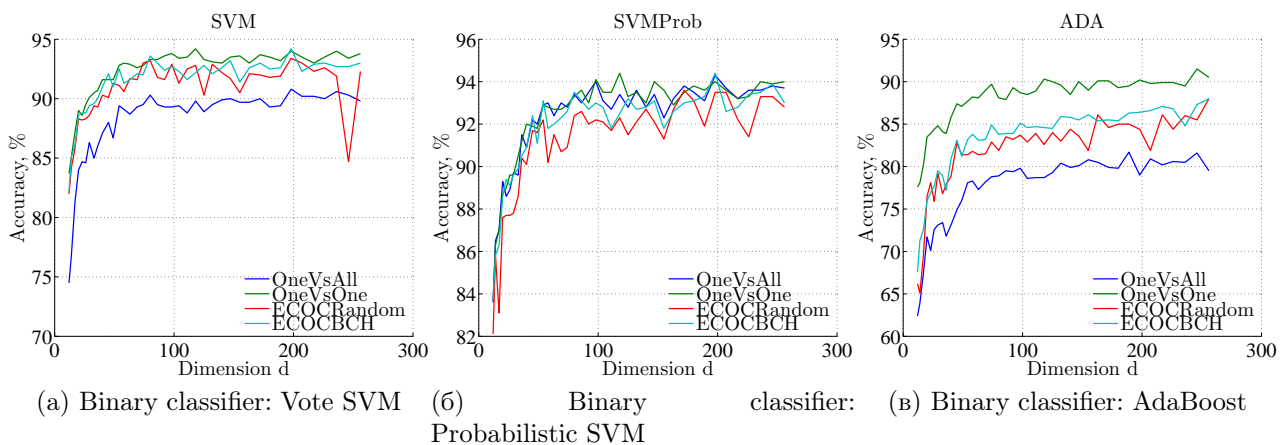 SVM
95
90
85
80
75
70
Accuracy, %
0
100
200
300
Dimension d
OneVsAll
OneVsOne
ECOCRandom
ECOCBCH
(а) Binary classifier: Vote SVM
SVMProb
96
94
92
90
88
86
84
82
Accuracy, %
0
100
200
300
Dimension d
OneVsAll
OneVsOne
ECOCRandom
ECOCBCH
(б) Binary classifier:
Probabilistic SVM
ADA
95
90
85
80
75
70
65
60
Accuracy, %
0
100
200
300
Dimension d
OneVsAll
OneVsOne
ECOCRandom
ECOCBCH
(в) Binary classifier: AdaBoost